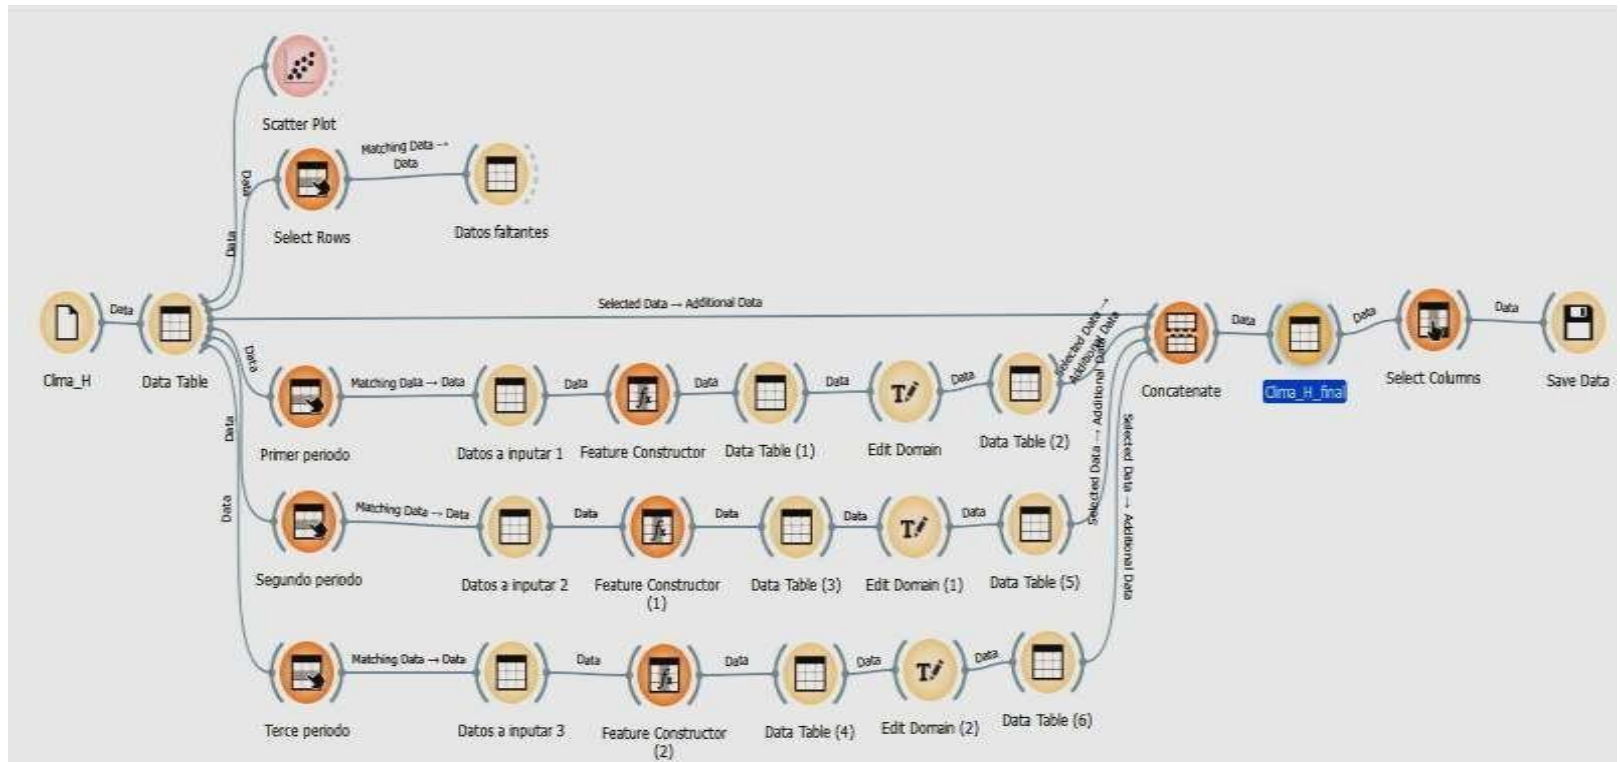 Scatter Plot
Matching Data → Data
Data
Select Rows
Datos faltantes
Data
Data
Clima_H
Data Table
Selected Data → Additional Data
Selected Data → Additional Data
Data
Concatenate
Data
Clima_H_final
Data
Select Columns
Data
Save Data
Data
Primer periodo
Matching Data → Data
Datos a inputar 1
Data
Feature Constructor
Data
Data Table (1)
Data
Edit Domain
Data
Data Table (2)
Selected Data → Additional Data
Data
Segundo periodo
Matching Data → Data
Datos a inputar 2
Data
Feature Constructor (1)
Data
Data Table (3)
Data
Edit Domain (1)
Data
Data Table (5)
Selected Data → Additional Data
Data
Terce periodo
Matching Data → Data
Datos a inputar 3
Data
Feature Constructor (2)
Data
Data Table (4)
Data
Edit Domain (2)
Data
Data Table (6)